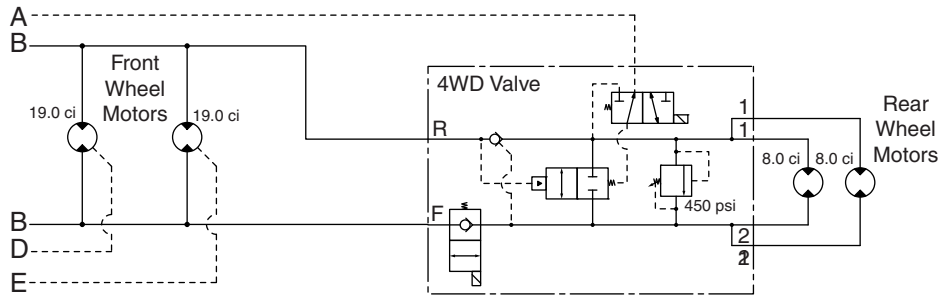 A
B
Front
Wheel
Motors
19.0 ci
19.0 ci
4WD Valve
R
1
1
Rear
Wheel
Motors
8.0 ci 8.0 ci
450 psi
B
F
2
D
E